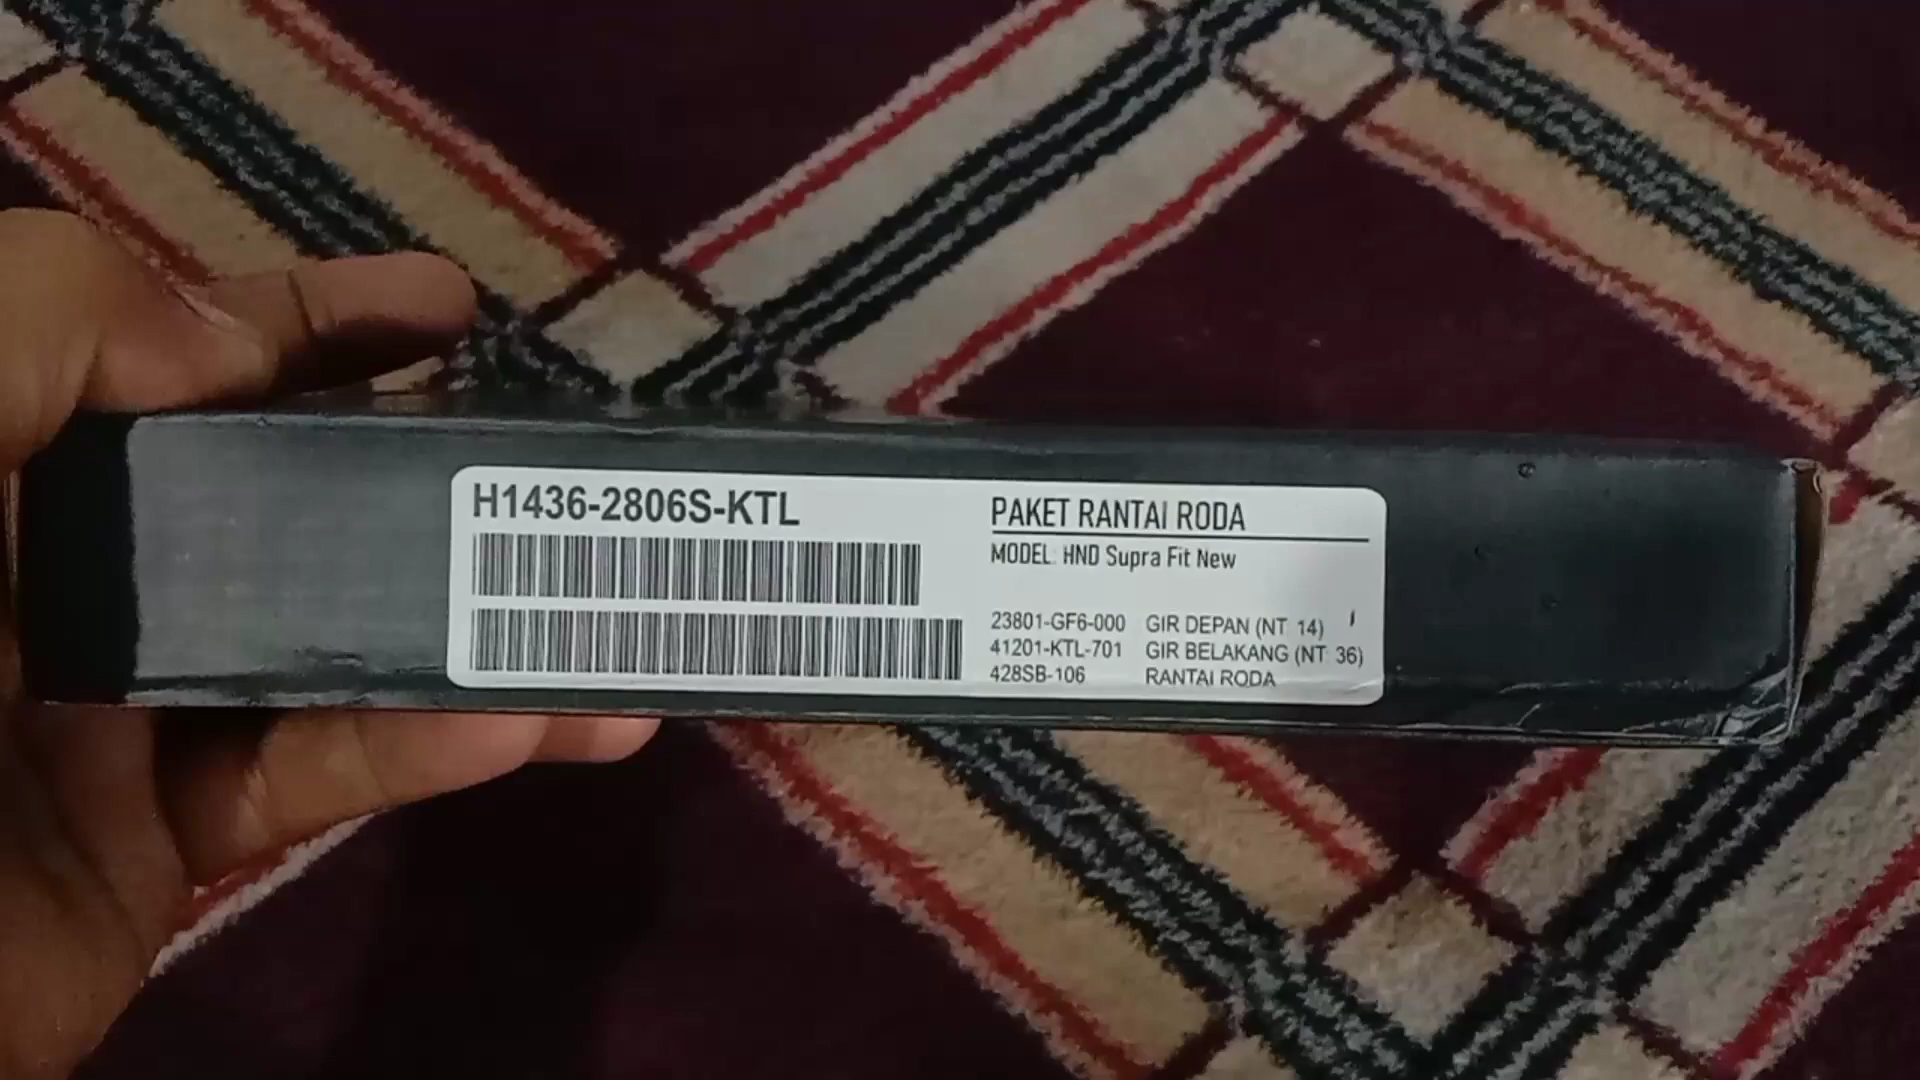 H1436-2806S-KTL
PAKET RANTAI RODA
MODEL: HND Supra Fit New
23801-GF6-000 GIR DEPAN (NT 14)
41201-KTL-701 GIR BELAKANG (NT 36)
428SB-106 RANTAI RODA